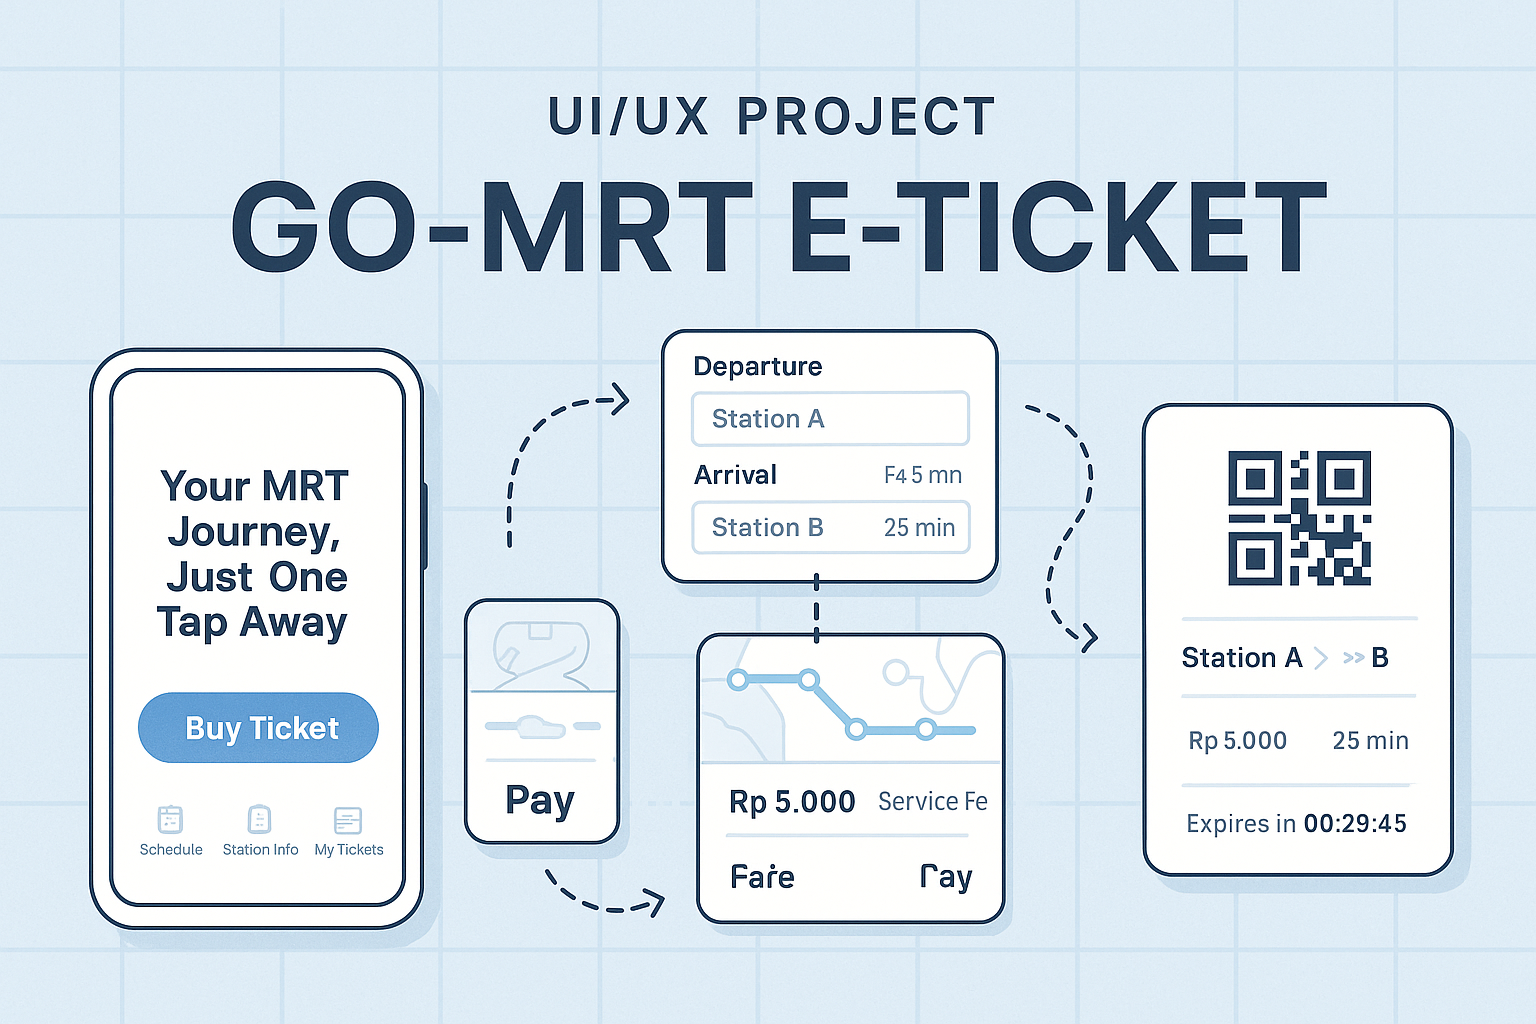 UI/UX PROJECT
GO-MRT E-TICKET
Your MRT
Journey,
Just One
Tap Away
Buy Ticket
Schedule
Station Info
My Tickets
Pay
Departure
Station A
Arrival F4 5 mn
Station B 25 min
Rp 5.000 Service Fe
Faire Γay
Station A > >> B
Rp 5.000 25 min
Expires in 00:29:45